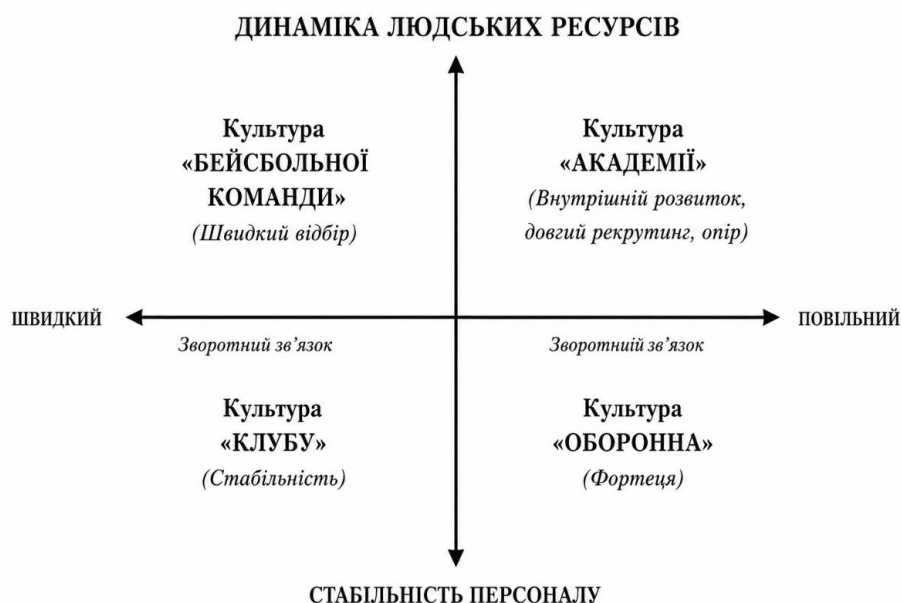 ДИНАМІКА ЛЮДСЬКИХ РЕСУРСІВ
Культура
«БЕЙСБОЛЬНОЇ
КОМАНДИ»
(Швидкий відбір)
Культура
«АКАДЕМІЇ»
(Внутрішній розвиток,
довгий рекрутинг, опір)
ШВИДКИЙ
ПОВІЛЬНИЙ
Зворотний зв’язок
Зворотниій зв’язок
Культура
«КЛУБУ»
(Стабільність)
Культура
«ОБОРОННА»
(Фортеця)
СТАБІЛЬНІСТЬ ПЕРСОНАЛУ